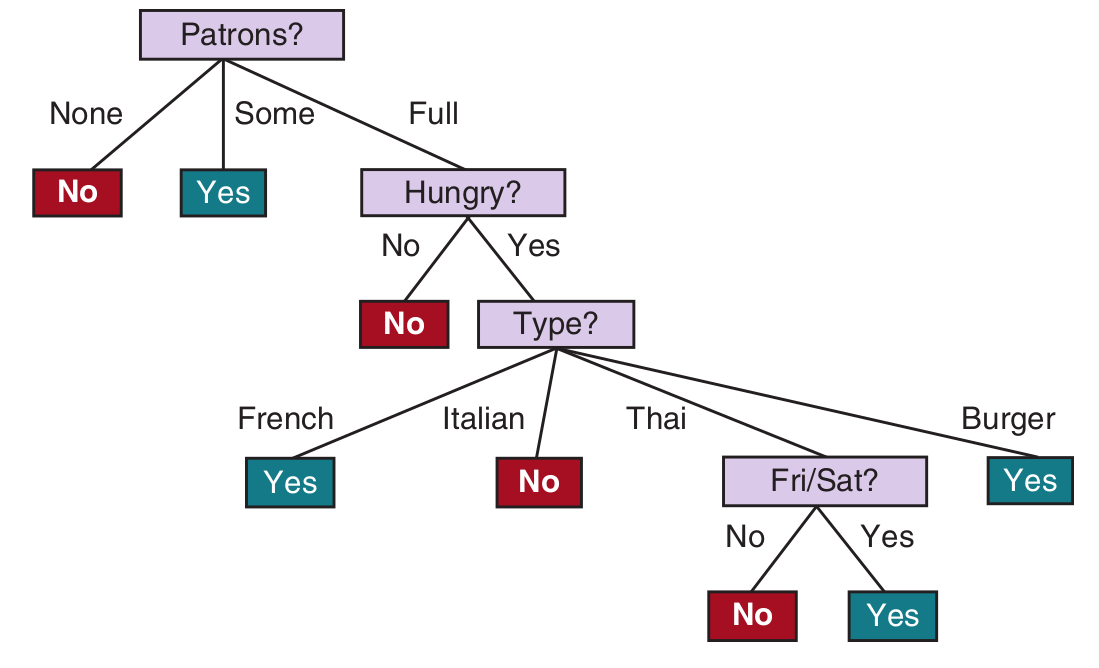 Patrons?
None Some Full
No Yes Hungry?
No Yes
No Type?
French Italian Thai Burger
Yes No Fri/Sat? Yes
No Yes
No Yes